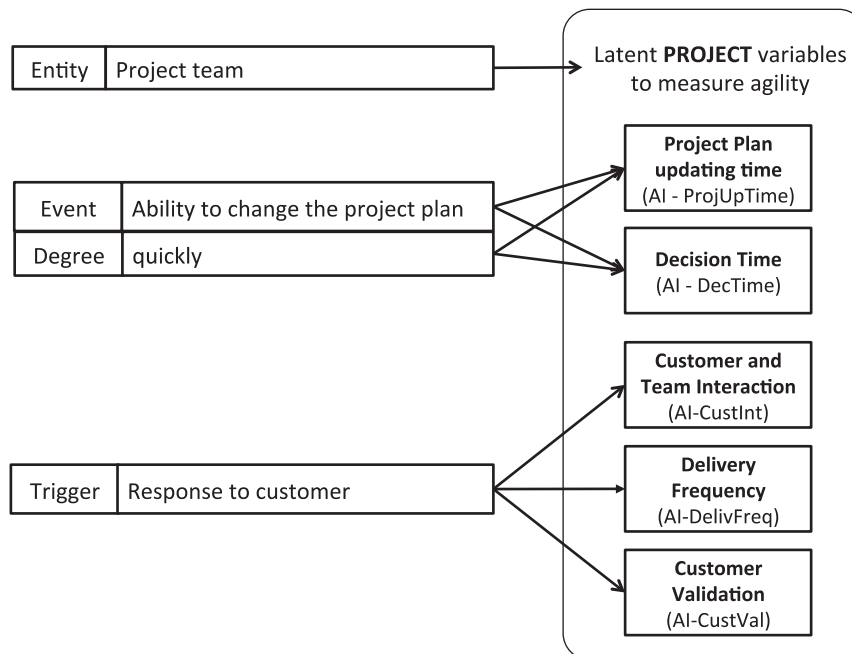 Entity Project team
Latent PROJECT variables
to measure agility
Event Ability to change the project plan
Degree quickly
Project Plan
updating time
(AI - ProjUpTime)
Decision Time
(AI - DecTime)
Trigger Response to customer
Customer and
Team Interaction
(AI-CustInt)
Delivery
Frequency
(AI-DelivFreq)
Customer
Validation
(AI-CustVal)